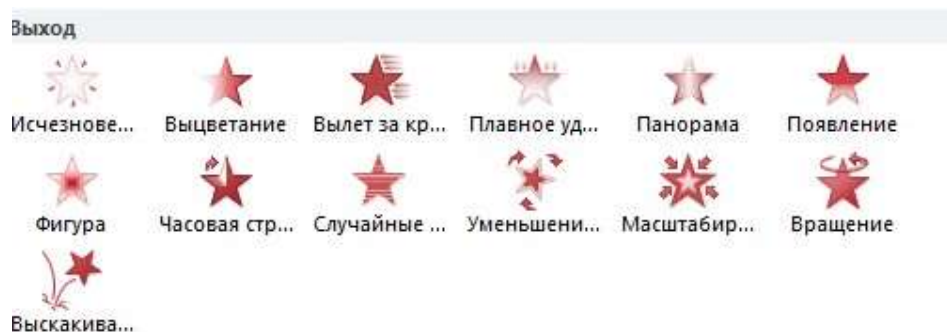 Выход
Исчезнове... Выцветание Вылет за кр... Плавное уд... Панорама Появление
Фигура Часовая стр... Случайные ... Уменьшени... Масштабир... Вращение
Выскакива...